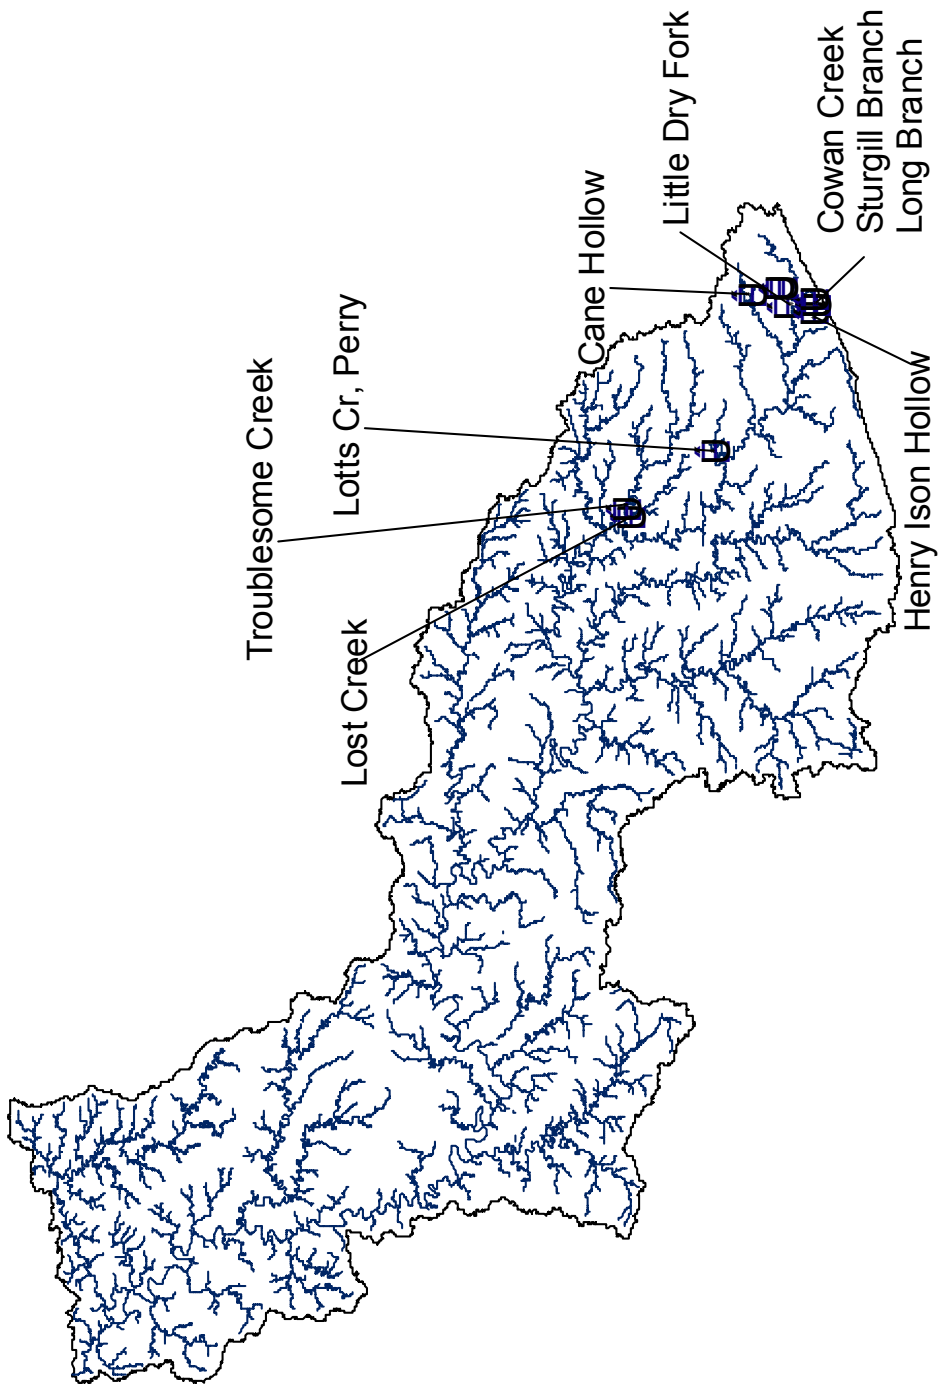 Troublesome Creek
Lotts Cr, Perry
Lost Creek
Cane Hollow
Little Dry Fork
Cowan Creek
Sturgill Branch
Long Branch
Henry Ison Hollow